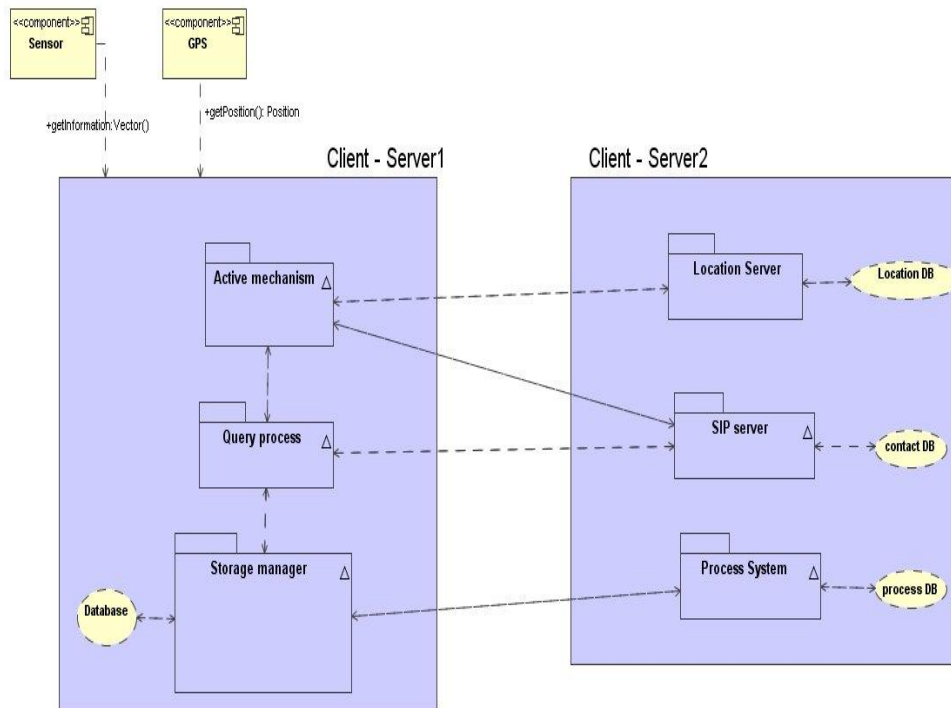 <<component>>
Sensor
<<component>>
GPS
+getInformation:Vector()
+getPosition(): Position
Client - Server1
Client - Server2
Active mechanism
Location Server
Location DB
Query process
SIP server
contact DB
Storage manager
Process System
Database
process DB